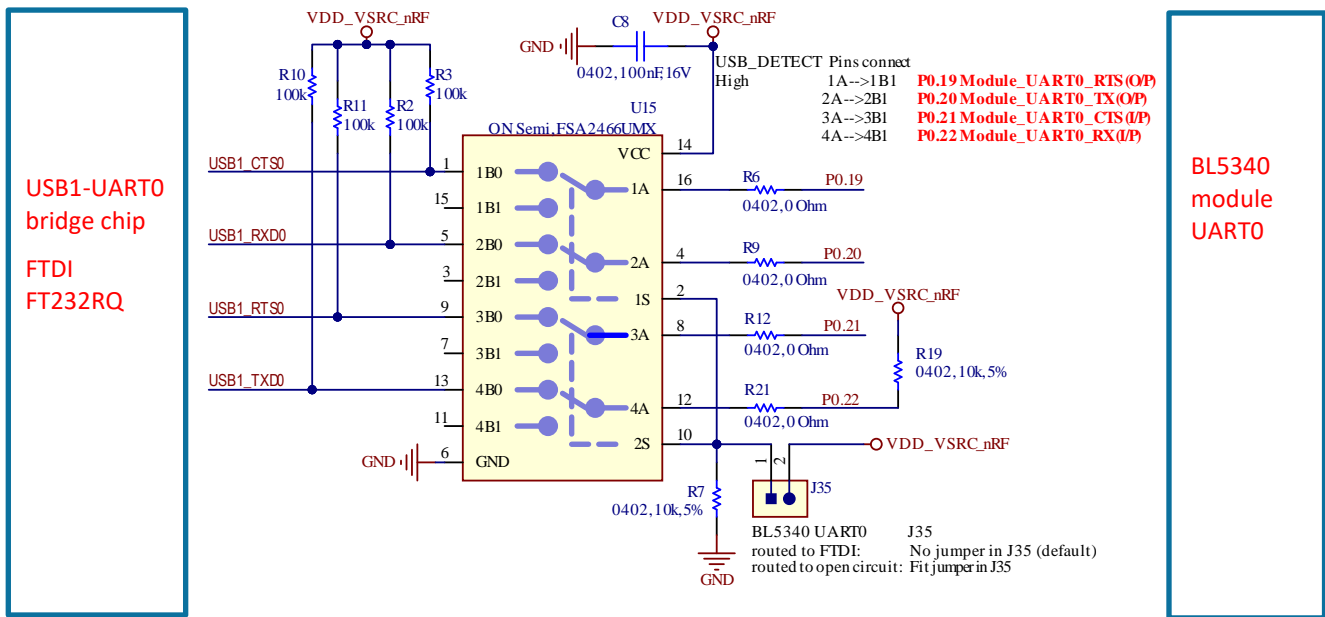 USB1-UART0
bridge chip
FTDI
FT232RQ
VDD_VSRC_nRF
R10
100k
R11
100k
R2
100k
R3
100k
USB1_CTS0
USB1_RXD0
USB1_RTS0
USB1_TXD0
GND
C8
0402,100nF,16V
VDD_VSRC_nRF
USB_DETECT Pins connect
High
1A-->1B1 P0.19 Module_UART0_RTS(O/P)
2A-->2B1 P0.20 Module_UART0_TX(O/P)
3A-->3B1 P0.21 Module_UART0_CTS(I/P)
4A-->4B1 P0.22 Module_UART0_RX(I/P)
U15
ON Semi,FSA2466UMX
VCC 14
1 1B0
1A 16
15 1B1
5 2B0
2A 4
3 2B1
1S 2
9 3B0
3A 8
7 3B1
13 4B0
4A 12
11 4B1
2S 10
6 GND
GND
R6
P0.19
0402,0 Ohm
R9
P0.20
0402,0 Ohm
VDD_VSRC_nRF
R12
P0.21
0402,0 Ohm
R19
0402,10k,5%
R21
P0.22
0402,0 Ohm
VDD_VSRC_nRF
1
2
J35
R7
0402,10k,5%
GND
BL5340 UART0 J35
routed to FTDI: No jumper in J35 (default)
routed to open circuit: Fit jumper in J35
BL5340
module
UART0